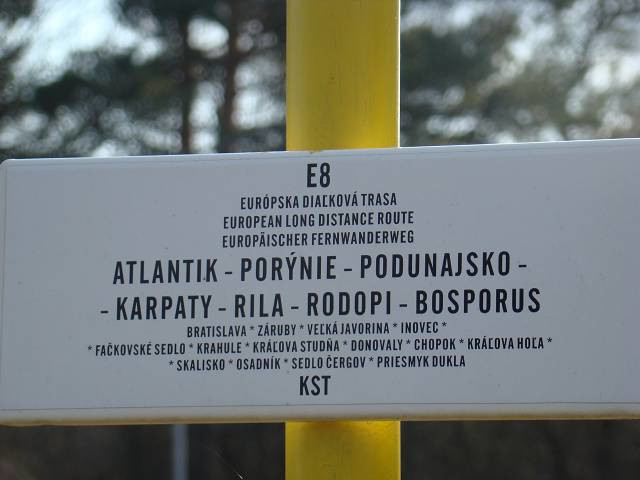 E8
EURÓPSKA DIAĽKOVÁ TRASA
EUROPEAN LONG DISTANCE ROUTE
EUROPÄISCHER FERNWANDERWEG
ATLANTIK - PORÝNIE - PODUNAJSKO -
- KARPATY - RILA - RODOPI - BOSPORUS
BRATISLAVA * ZÁRUBY * VEĽKÁ JAVORINA * INOVEC *
* FAČKOVSKÉ SEDLO * KRAHULE * KRÁĽOVA STUDŇA * DONOVALY * CHOPOK * KRÁĽOVA HOĽA *
* SKALISKO * OSADNÍK * SEDLO ČERGOV * PRIESMYK DUKLA
KST